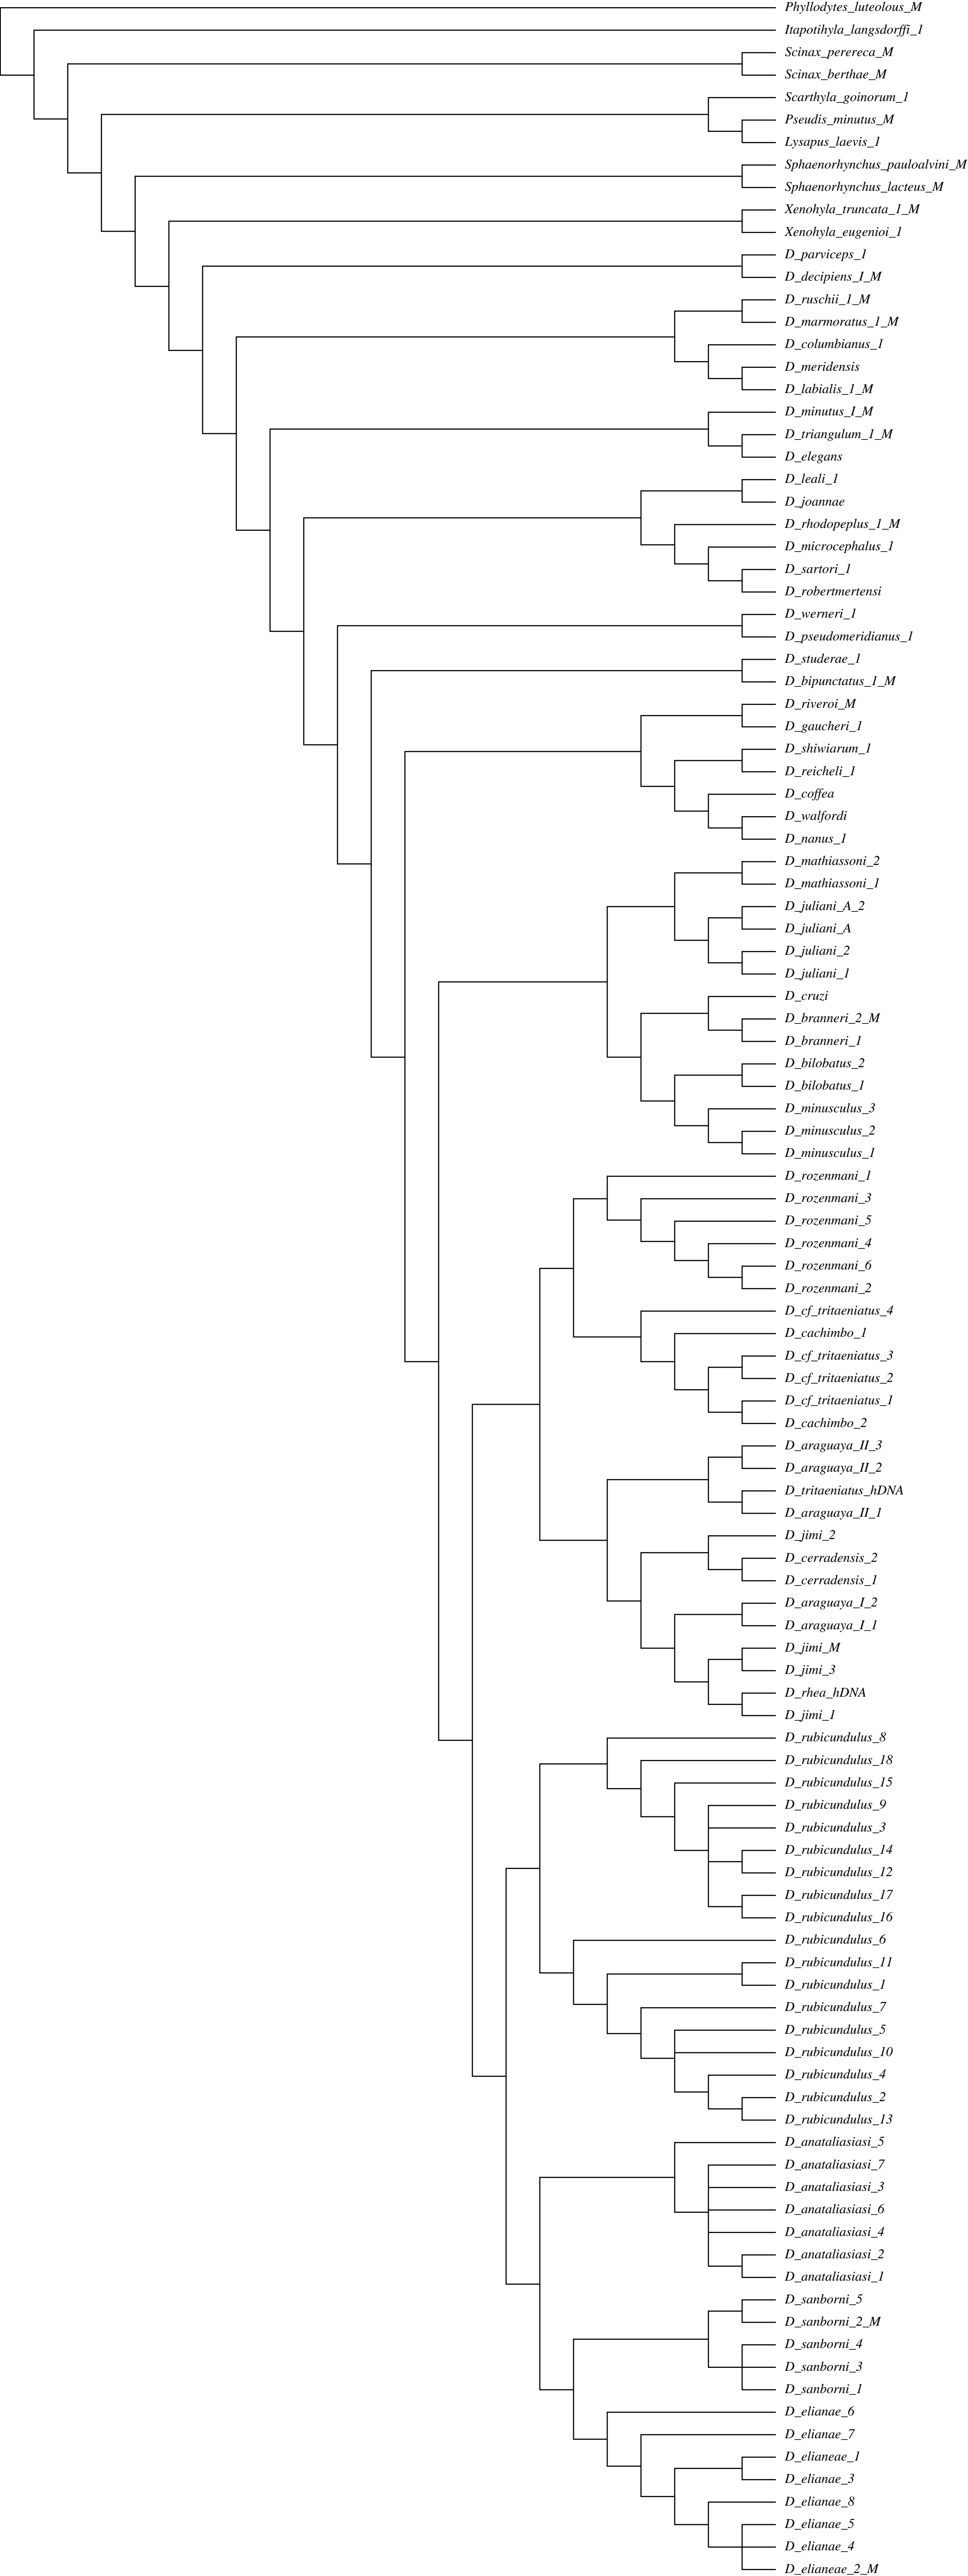 Phyllodytes_luteolous_M
Itapotihyla_langsdorffi_1
Scinax_perereca_M
Scinax_berthae_M
Scarthyla_goinorum_1
Pseudis_minutus_M
Lysapus_laevis_1
Sphaenorhynchus_pauloalvini_M
Sphaenorhynchus_lacteus_M
Xenohyla_truncata_1_M
Xenohyla_eugenioi_1
D_parviceps_1
D_decipiens_I_M
D_ruschii_1_M
D_marmoratus_1_M
D_columbianus_1
D_meridensis
D_labialis_1_M
D_minutus_I_M
D_triangulum_1_M
D_elegans
D_leali_1
D_joannae
D_rhodopeplus_1_M
D_microcephalus_1
D_sartori_1
D_robertmertensi
D_werneri_1
D_pseudomeridianus_1
D_studerae_1
D_bipunctatus_1_M
D_riveroi_M
D_gaucheri_1
D_shiwiarum_1
D_reicheli_1
D_coffea
D_walfordi
D_nanus_1
D_mathiassoni_2
D_mathiassoni_1
D_juliani_A_2
D_juliani_A
D_juliani_2
D_juliani_1
D_cruzi
D_branneri_2_M
D_branneri_1
D_bilobatus_2
D_bilobatus_1
D_minusculus_3
D_minusculus_2
D_minusculus_1
D_rozenmani_1
D_rozenmani_3
D_rozenmani_5
D_rozenmani_4
D_rozenmani_6
D_rozenmani_2
D_cf_tritaeniatus_4
D_cachimbo_1
D_cf_tritaeniatus_3
D_cf_tritaeniatus_2
D_cf_tritaeniatus_1
D_cachimbo_2
D_araguaya_II_3
D_araguaya_II_2
D_tritaeniatus_hDNA
D_araguaya_II_1
D_jimi_2
D_cerradensis_2
D_cerradensis_1
D_araguaya_I_2
D_araguaya_I_1
D_jimi_M
D_jimi_3
D_rhea_hDNA
D_jimi_1
D_rubicundulus_8
D_rubicundulus_18
D_rubicundulus_15
D_rubicundulus_9
D_rubicundulus_3
D_rubicundulus_14
D_rubicundulus_12
D_rubicundulus_17
D_rubicundulus_16
D_rubicundulus_6
D_rubicundulus_11
D_rubicundulus_1
D_rubicundulus_7
D_rubicundulus_5
D_rubicundulus_10
D_rubicundulus_4
D_rubicundulus_2
D_rubicundulus_13
D_anataliasiasi_5
D_anataliasiasi_7
D_anataliasiasi_3
D_anataliasiasi_6
D_anataliasiasi_4
D_anataliasiasi_2
D_anataliasiasi_1
D_sanborni_5
D_sanborni_2_M
D_sanborni_4
D_sanborni_3
D_sanborni_1
D_elianae_6
D_elianae_7
D_elianeae_1
D_elianae_3
D_elianae_8
D_elianae_5
D_elianae_4
D_elianeae_2_M